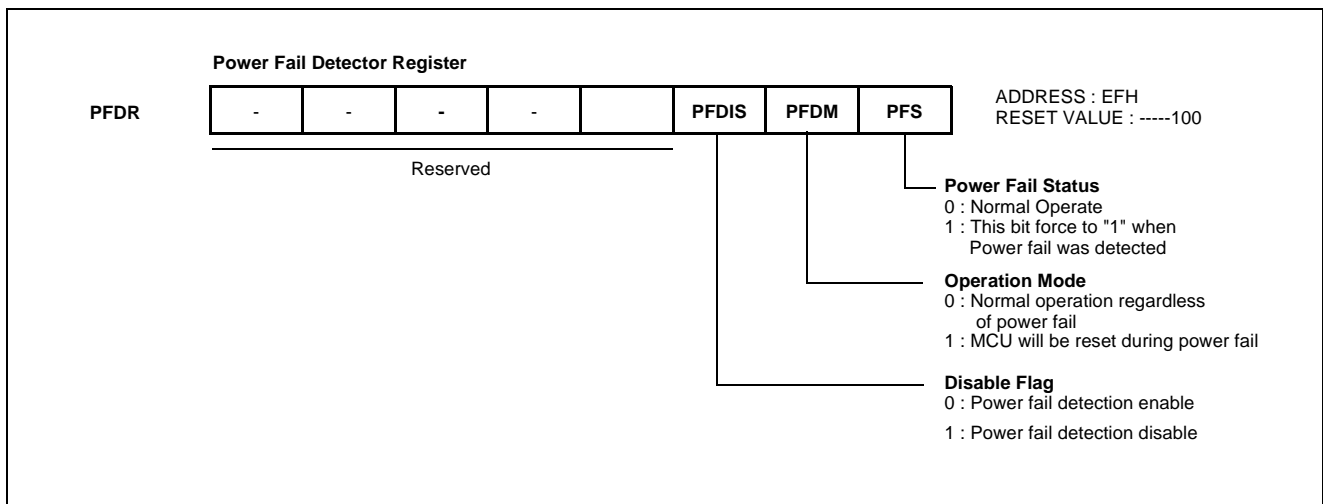 Power Fail Detector Register
PFDR
- - - - PFDIS PFDM PFS
ADDRESS : EFH
RESET VALUE : -----100
Reserved
Power Fail Status
0 : Normal Operate
1 : This bit force to "1" when
Power fail was detected
Operation Mode
0 : Normal operation regardless
of power fail
1 : MCU will be reset during power fail
Disable Flag
0 : Power fail detection enable
1 : Power fail detection disable